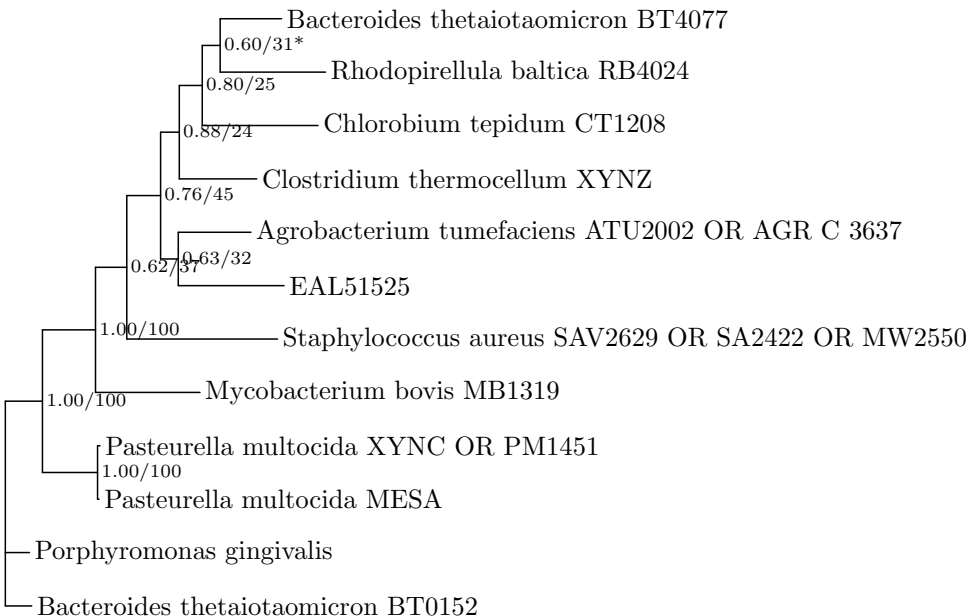 Bacteroides thetaiotaomicron BT4077
0.60/31*
Rhodopirellula baltica RB4024
0.80/25
Chlorobium tepidum CT1208
0.88/24
Clostridium thermocellum XYNZ
0.76/45
Agrobacterium tumefaciens ATU2002 OR AGR C 3637
0.62/37
0.63/32
EAL51525
1.00/100
Staphylococcus aureus SAV2629 OR SA2422 OR MW2550
Mycobacterium bovis MB1319
1.00/100
Pasteurella multocida XYNC OR PM1451
1.00/100
Pasteurella multocida MESA
Porphyromonas gingivalis
Bacteroides thetaiotaomicron BT0152